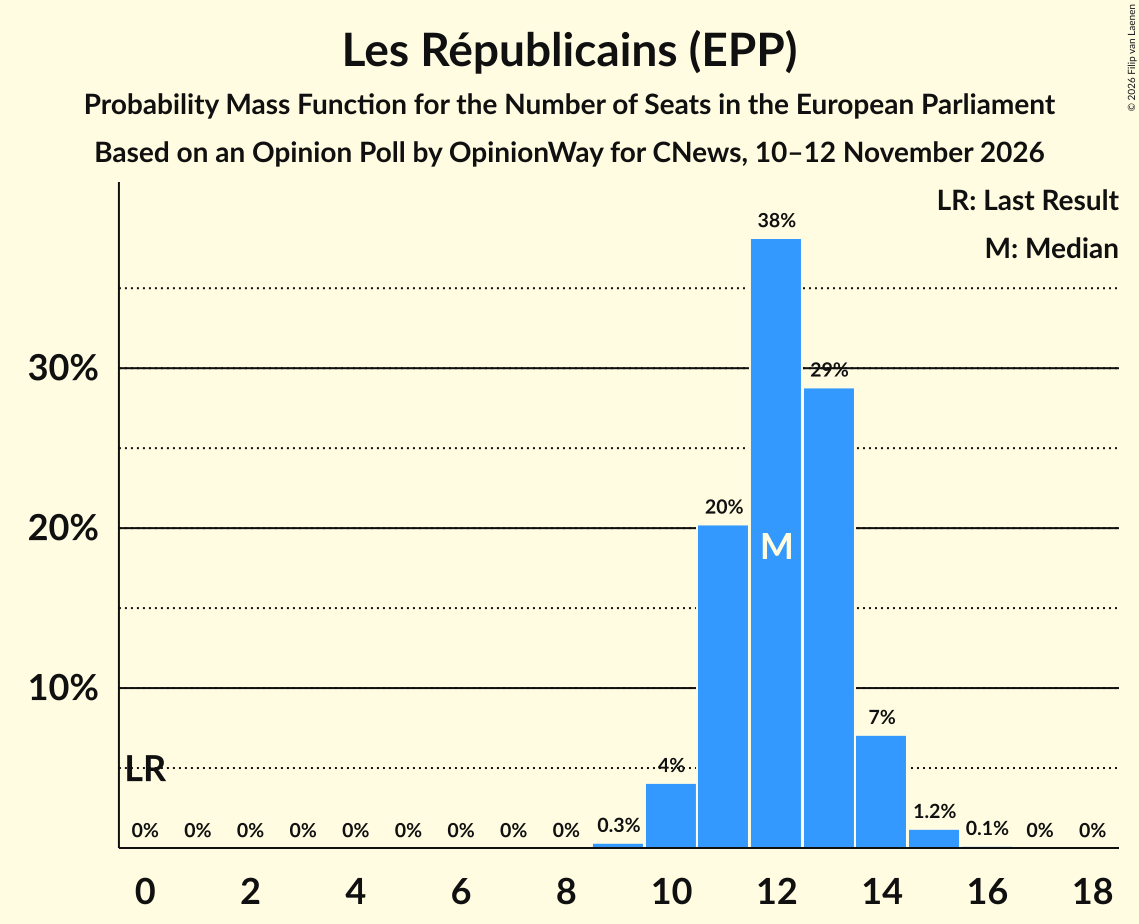 Les Républicains (EPP)
Probability Mass Function for the Number of Seats in the European Parliament
Based on an Opinion Poll by OpinionWay for CNews, 10–12 November 2026
© 2026 Filip van Laenen
LR: Last Result
M: Median
38%
30%
29%
20%
20%
M
10%
7%
LR
4%
0% 0% 0% 0% 0% 0% 0% 0% 0% 0.3% 1.2% 0.1% 0% 0%
0 2 4 6 8 10 12 14 16 18